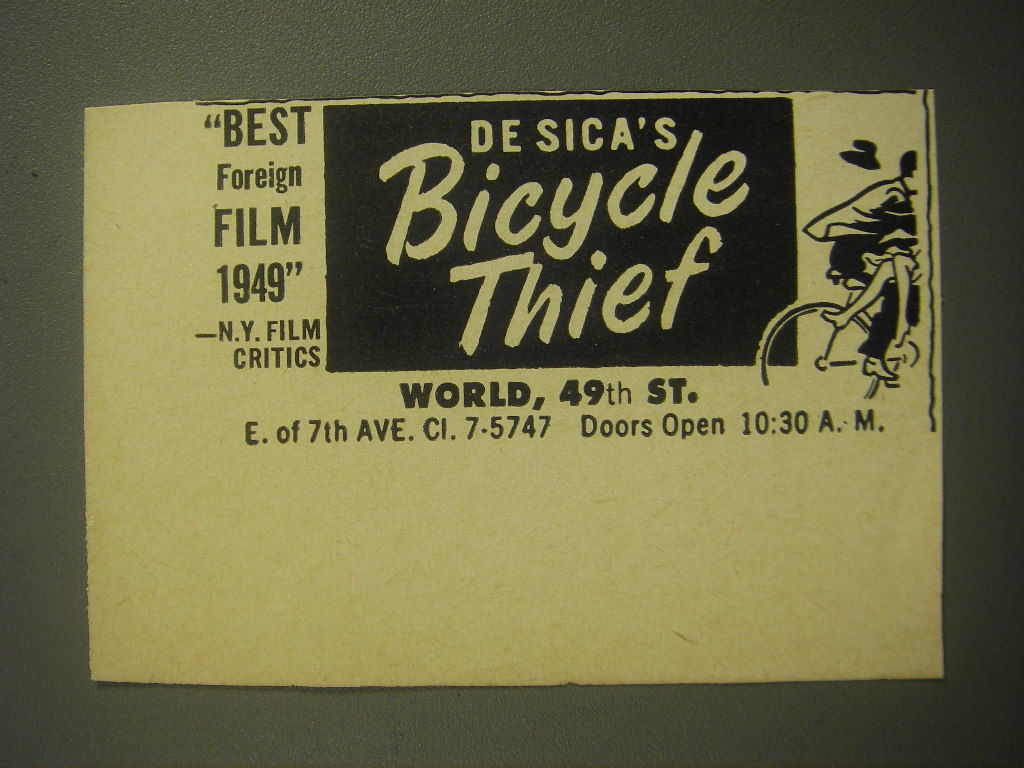 "BEST
Foreign
FILM
1949"
—N.Y. FILM
CRITICS
DE SICA'S
Bicycle
Thief
WORLD, 49th ST.
E. of 7th AVE. CI. 7-5747 Doors Open 10:30 A. M.